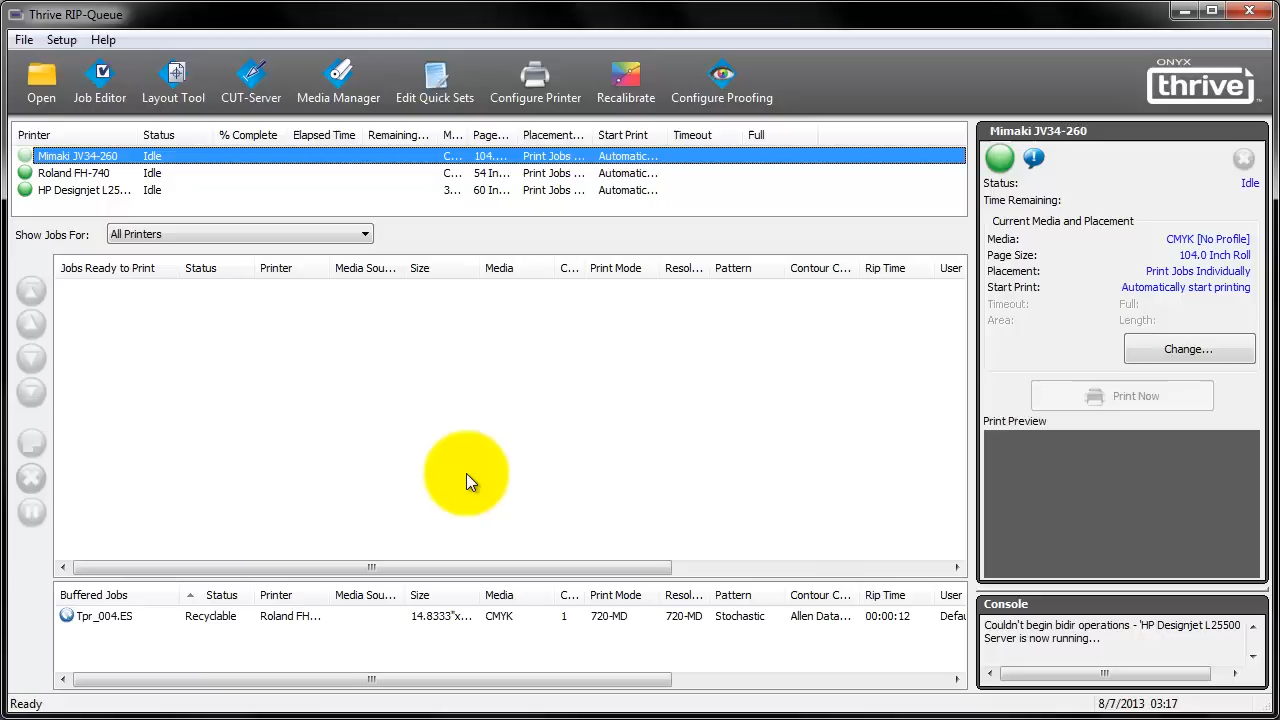 Thrive RIP-Queue
File Setup Help
Open Job Editor Layout Tool CUT-Server Media Manager Edit Quick Sets Configure Printer Recalibrate Configure Proofing
ONYX
thrive
Printer Status % Complete Elapsed Time Remaining... M... Page... Placement... Start Print Timeout Full
Mimaki JV34-260 Idle C... 104.... Print Jobs ... Automatic...
Roland FH-740 Idle C... 54 In... Print Jobs ... Automatic...
HP Designjet L25... Idle 3... 60 In... Print Jobs ... Automatic...
Show Jobs For: All Printers
Jobs Ready to Print Status Printer Media Sou... Size Media C... Print Mode Resol... Pattern Contour C... Rip Time User
Buffered Jobs Status Printer Media Sou... Size Media C... Print Mode Resol... Pattern Contour C... Rip Time User
Tpr_004.ES Recyclable Roland FH... 14.8333"x... CMYK 1 720-MD 720-MD Stochastic Allen Data... 00:00:12 Defau
Mimaki JV34-260
Status: Idle
Time Remaining:
Current Media and Placement
Media: CMYK [No Profile]
Page Size: 104.0 Inch Roll
Placement: Print Jobs Individually
Start Print: Automatically start printing
Timeout: Full:
Area: Length:
Change...
Print Now
Print Preview
Console
Couldn't begin bidir operations - 'HP Designjet L25500
Server is now running...
Ready 8/7/2013 03:17